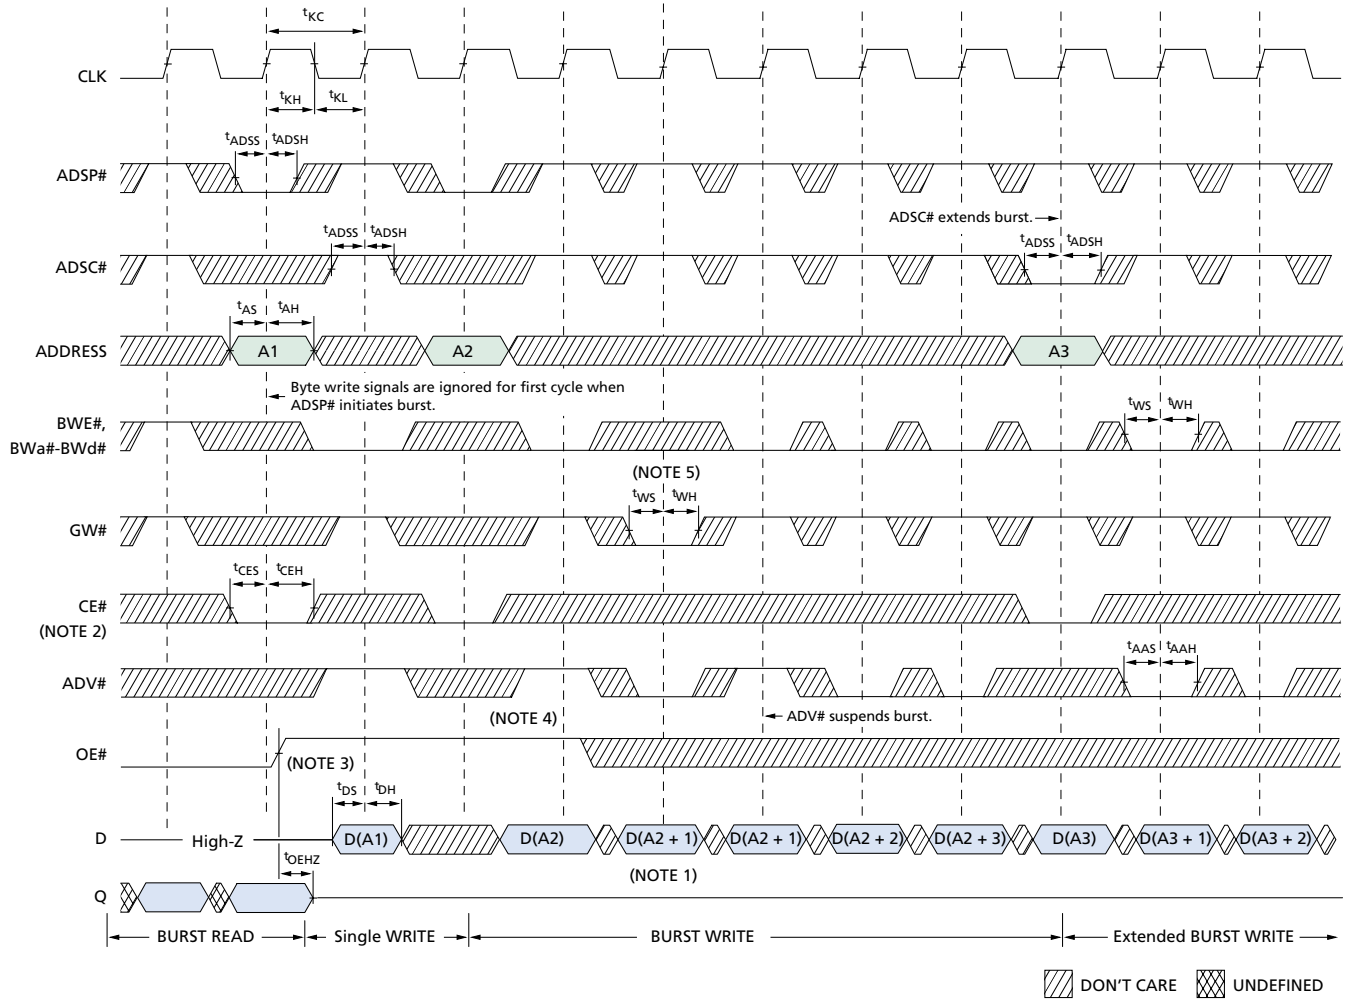 tKC
CLK
tKH
tKL
tADSS
tADSH
ADSP#
ADSC# extends burst.
tADSS
tADSH
tADSS
tADSH
ADSC#
tAS
tAH
ADDRESS
A1
A2
A3
Byte write signals are ignored for first cycle when
ADSP# initiates burst.
tWS
tWH
BWE#,
BWa#-BWd#
(NOTE 5)
tWS
tWH
GW#
tCES
tCEH
CE#
(NOTE 2)
tAAS
tAAH
ADV#
(NOTE 4)
ADV# suspends burst.
OE#
(NOTE 3)
tDS
tDH
D
High-Z
D(A1)
D(A2)
D(A2 + 1)
D(A2 + 1)
D(A2 + 2)
D(A2 + 3)
D(A3)
D(A3 + 1)
D(A3 + 2)
tOEHZ
(NOTE 1)
Q
BURST READ
Single WRITE
BURST WRITE
Extended BURST WRITE
DON'T CARE
UNDEFINED